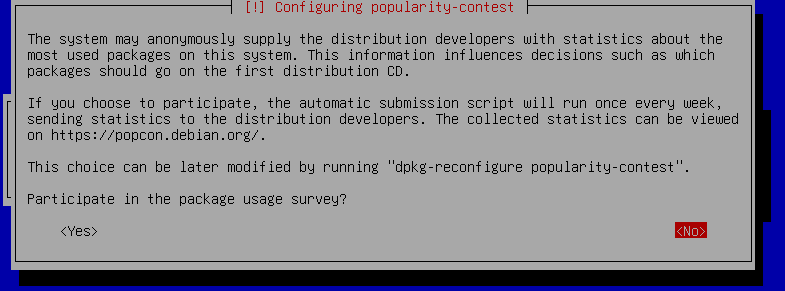 [!] Configuring popularity-contest
The system may anonymously supply the distribution developers with statistics about the
most used packages on this system. This information influences decisions such as which
packages should go on the first distribution CD.
If you choose to participate, the automatic submission script will run once every week,
sending statistics to the distribution developers. The collected statistics can be viewed
on https://popcon.debian.org/.
This choice can be later modified by running "dpkg-reconfigure popularity-contest".
Participate in the package usage survey?
<Yes> <No>